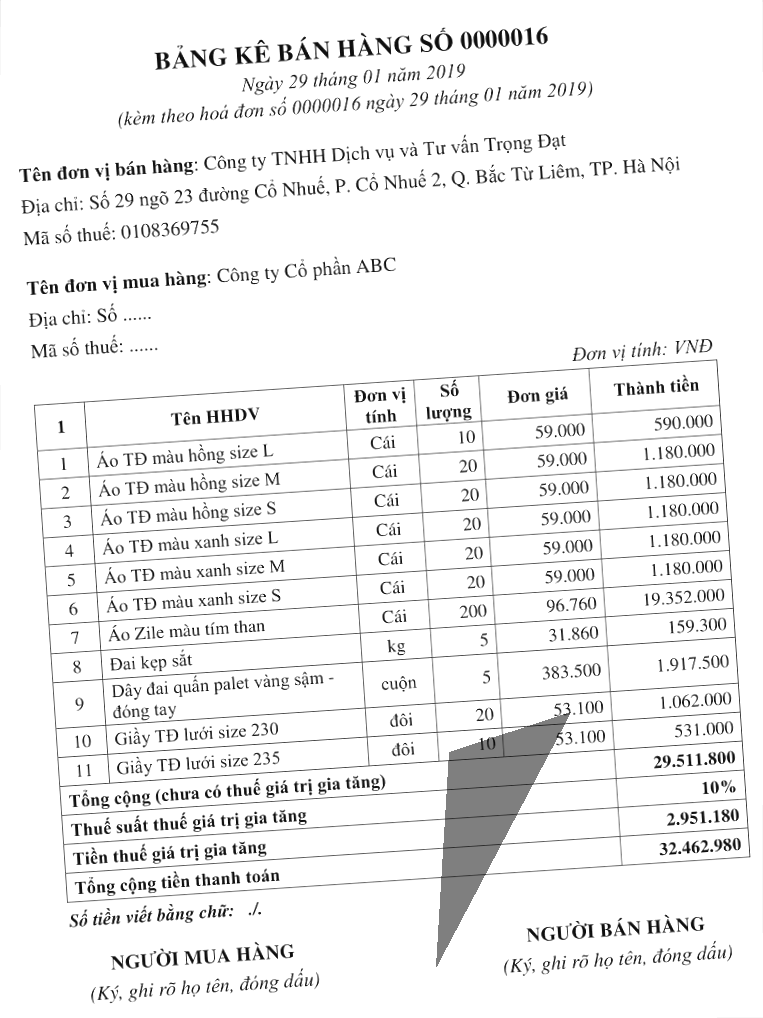 BẢNG KÊ BÁN HÀNG SỐ 0000016
Ngày 29 tháng 01 năm 2019
(kèm theo hoá đơn số 0000016 ngày 29 tháng 01 năm 2019)
Tên đơn vị bán hàng: Công ty TNHH Dịch vụ và Tư vấn Trọng Đạt
Địa chỉ: Số 29 ngõ 23 đường Cổ Nhuế, P. Cổ Nhuế 2, Q. Bắc Từ Liêm, TP. Hà Nội
Mã số thuế: 0108369755
Tên đơn vị mua hàng: Công ty Cổ phần ABC
Địa chỉ: Số ......
Mã số thuế: ......
Đơn vị tính: VNĐ
1 Tên HHDV Đơn vị tính Số lượng Đơn giá Thành tiền
1 Áo TĐ màu hồng size L Cái 10 59.000 590.000
2 Áo TĐ màu hồng size M Cái 20 59.000 1.180.000
3 Áo TĐ màu hồng size S Cái 20 59.000 1.180.000
4 Áo TĐ màu xanh size L Cái 20 59.000 1.180.000
5 Áo TĐ màu xanh size M Cái 20 59.000 1.180.000
6 Áo TĐ màu xanh size S Cái 20 59.000 1.180.000
7 Áo Zile màu tím than Cái 200 96.760 19.352.000
8 Đai kẹp sắt kg 5 31.860 159.300
9 Dây đai quấn palet vàng sậm - đóng tay cuộn 5 383.500 1.917.500
10 Giầy TĐ lưới size 230 đôi 20 53.100 1.062.000
11 Giầy TĐ lưới size 235 đôi 10 53.100 531.000
Tổng cộng (chưa có thuế giá trị gia tăng) 29.511.800
Thuế suất thuế giá trị gia tăng 10%
Tiền thuế giá trị gia tăng 2.951.180
Tổng cộng tiền thanh toán 32.462.980
Số tiền viết bằng chữ: ./.
NGƯỜI MUA HÀNG NGƯỜI BÁN HÀNG
(Ký, ghi rõ họ tên, đóng dấu) (Ký, ghi rõ họ tên, đóng dấu)